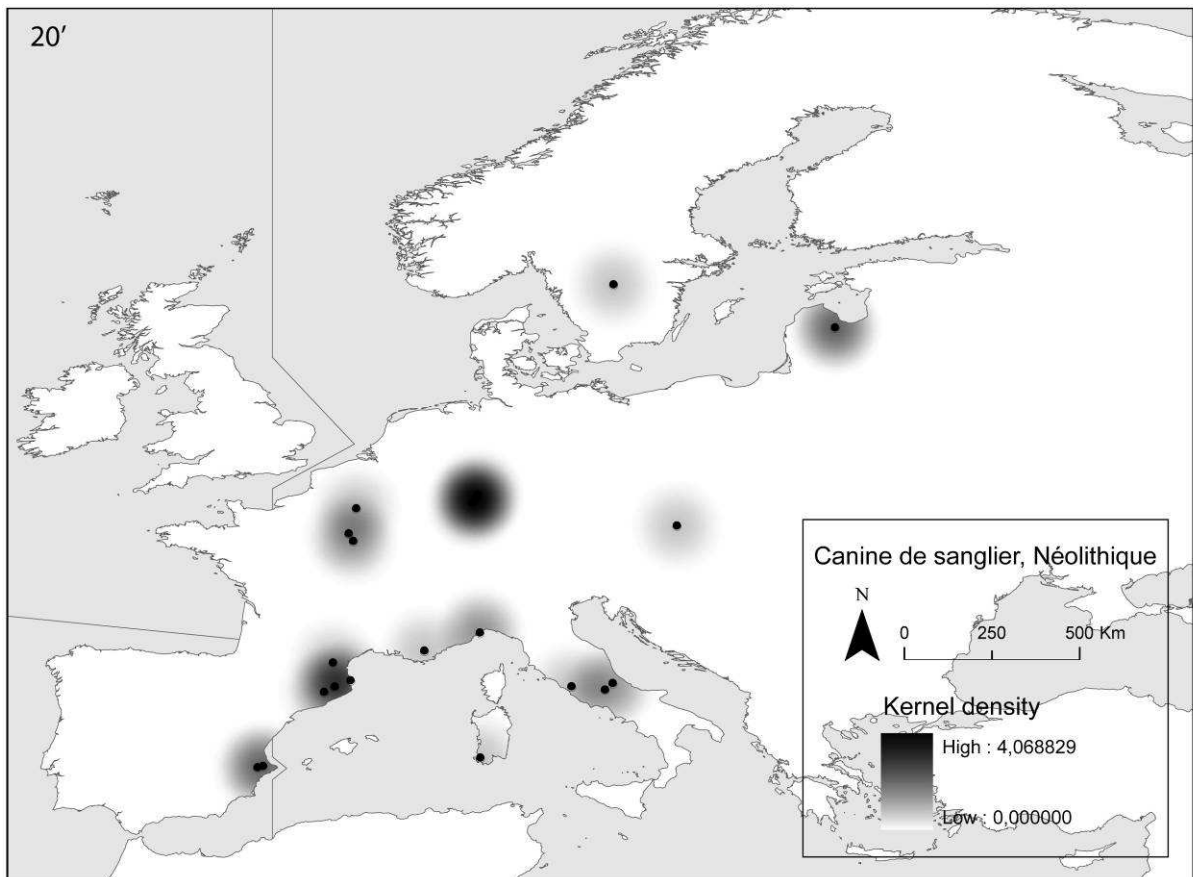 20’
Canine de sanglier, Néolithique
N
0 250 500 Km
Kernel density
High : 4,068829
Low : 0,000000